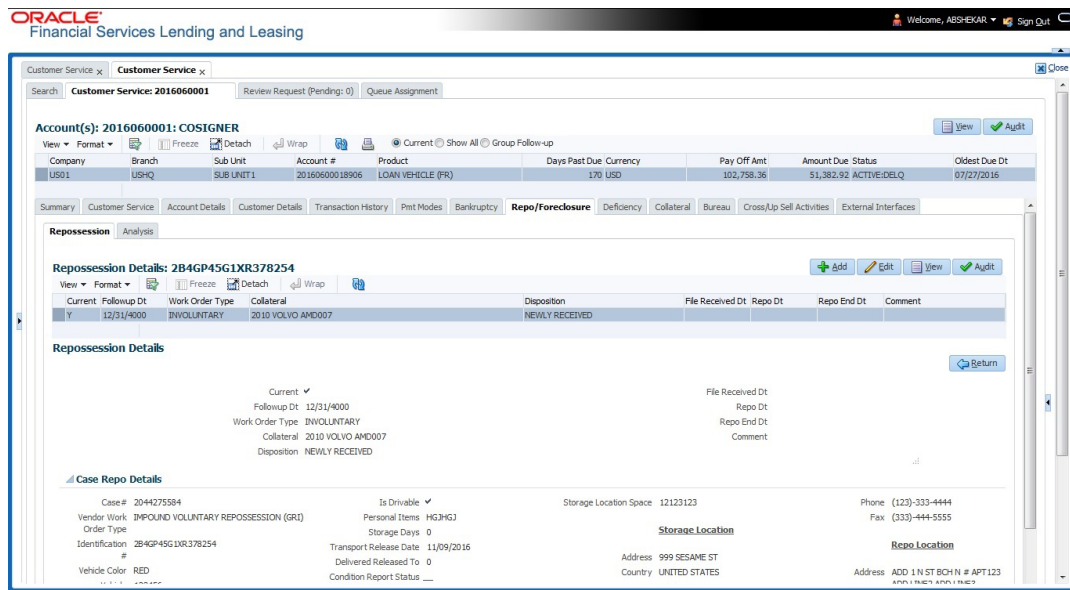 ORACLE
Financial Services Lending and Leasing
Welcome, ABSHEKAR Sign Out
Customer Service x Customer Service x Close
Search Customer Service: 2016060001 Review Request (Pending: 0) Queue Assignment
Account(s): 2016060001: COSIGNER View Audit
View Format Freeze Detach Wrap Current Show All Group Follow-up
Company Branch Sub Unit Account # Product Days Past Due Currency Pay Off Amt Amount Due Status Oldest Due Dt
US01 USHQ SUB UNIT1 20160600018906 LOAN VEHICLE (FR) 170 USD 102,758.36 51,382.92 ACTIVE:DELQ 07/27/2016
Summary Customer Service Account Details Customer Details Transaction History Pmt Modes Bankruptcy Repo/Foreclosure Deficiency Collateral Bureau Cross/Up Sell Activities External Interfaces
Repossession Analysis
Repossession Details: 2B4GP45G1XR378254 Add Edit View Audit
View Format Freeze Detach Wrap
Current Followup Dt Work Order Type Collateral Disposition File Received Dt Repo Dt Repo End Dt Comment
Y 12/31/4000 INVOLUNTARY 2010 VOLVO AMD007 NEWLY RECEIVED
Repossession Details
Return
Current File Received Dt
Followup Dt 12/31/4000 Repo Dt
Work Order Type INVOLUNTARY Repo End Dt
Collateral 2010 VOLVO AMD007 Comment
Disposition NEWLY RECEIVED
Case Repo Details
Case# 2044275584 Is Drivable Storage Location Space 12123123 Phone (123)-333-4444
Vendor Work Order Type IMPOUND VOLUNTARY REPOSSESSION (GRI) Personal Items HGJHGJ Fax (333)-444-5555
Storage Days 0 Storage Location
Identification # 2B4GP45G1XR378254 Transport Release Date 11/09/2016 Repo Location
Delivered Released To 0 Address 999 SESAME ST
Vehicle Color RED Condition Report Status Country UNITED STATES Address ADD 1 N ST BCH N # APT123